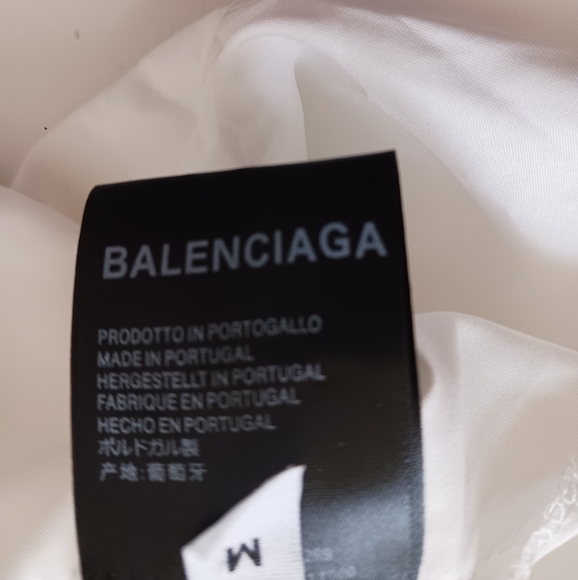 BALENCIAGA
PRODOTTO IN PORTOGALLO
MADE IN PORTUGAL
HERGESTELLT IN PORTUGAL
FABRIQUE EN PORTUGAL
HECHO EN PORTUGAL
ポルドガル製
产地:葡萄牙
M